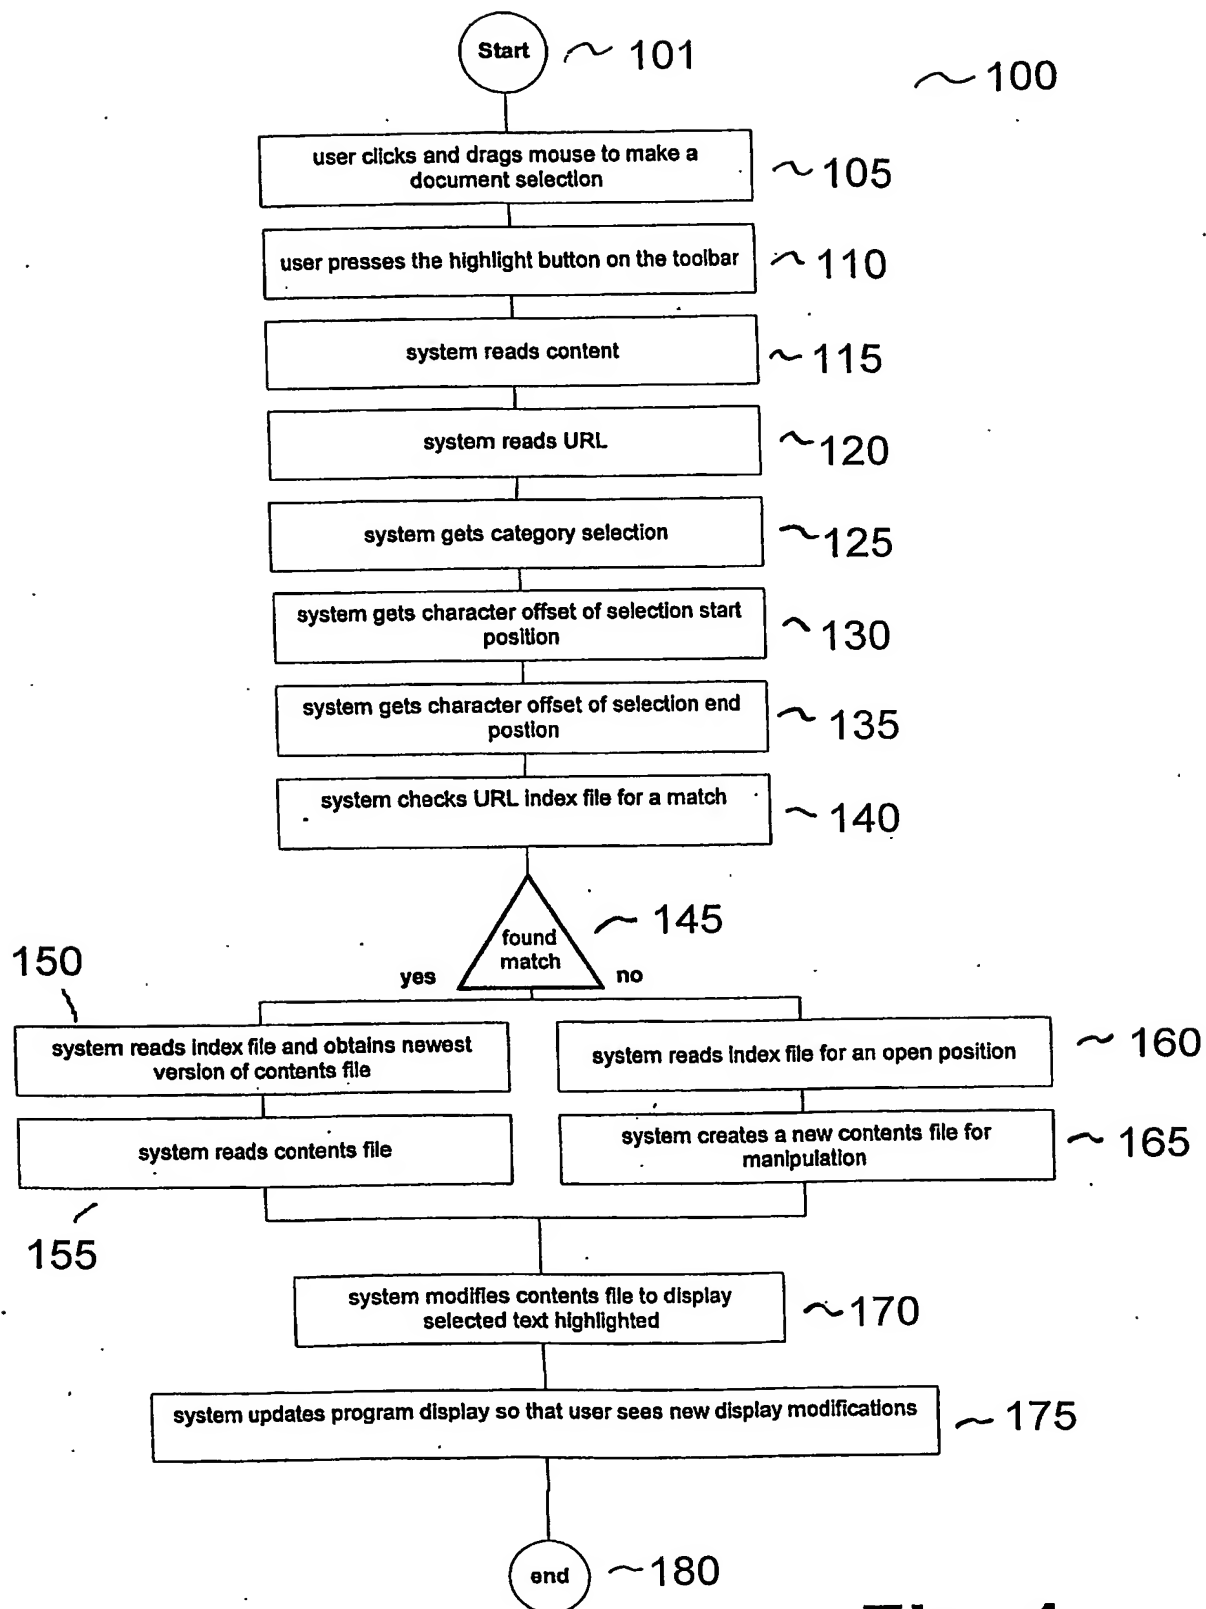 Start
101
100
user clicks and drags mouse to make a
document selection
105
user presses the highlight button on the toolbar
110
system reads content
115
system reads URL
120
system gets category selection
125
system gets character offset of selection start
position
130
system gets character offset of selection end
postion
135
system checks URL index file for a match
140
found
match
145
yes
no
150
system reads index file and obtains newest
version of contents file
system reads index file for an open position
160
system reads contents file
155
system creates a new contents file for
manipulation
165
system modifies contents file to display
selected text highlighted
170
system updates program display so that user sees new display modifications
175
end
180